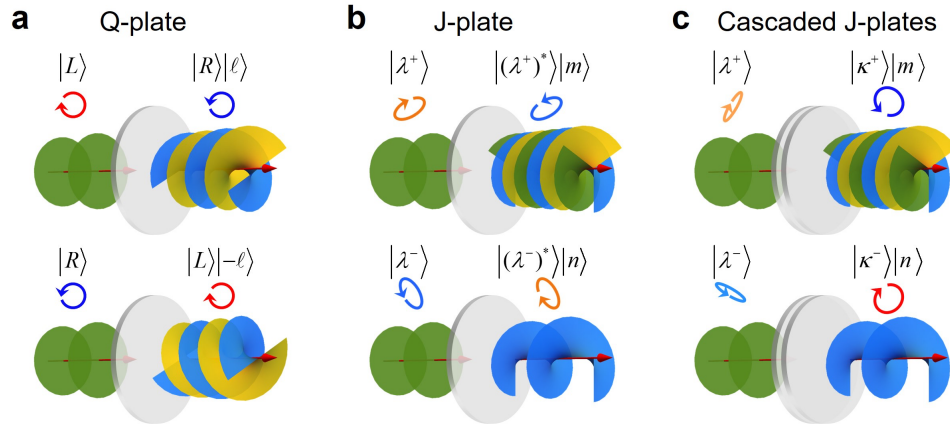 a Q-plate b J-plate c Cascaded J-plates
|L⟩ |R⟩|ℓ⟩ |λ⁺⟩ |(λ⁺)*⟩|m⟩ |λ⁺⟩ |κ⁺⟩|m⟩
|R⟩ |L⟩|−ℓ⟩ |λ⁻⟩ |(λ⁻)*⟩|n⟩ |λ⁻⟩ |κ⁻⟩|n⟩